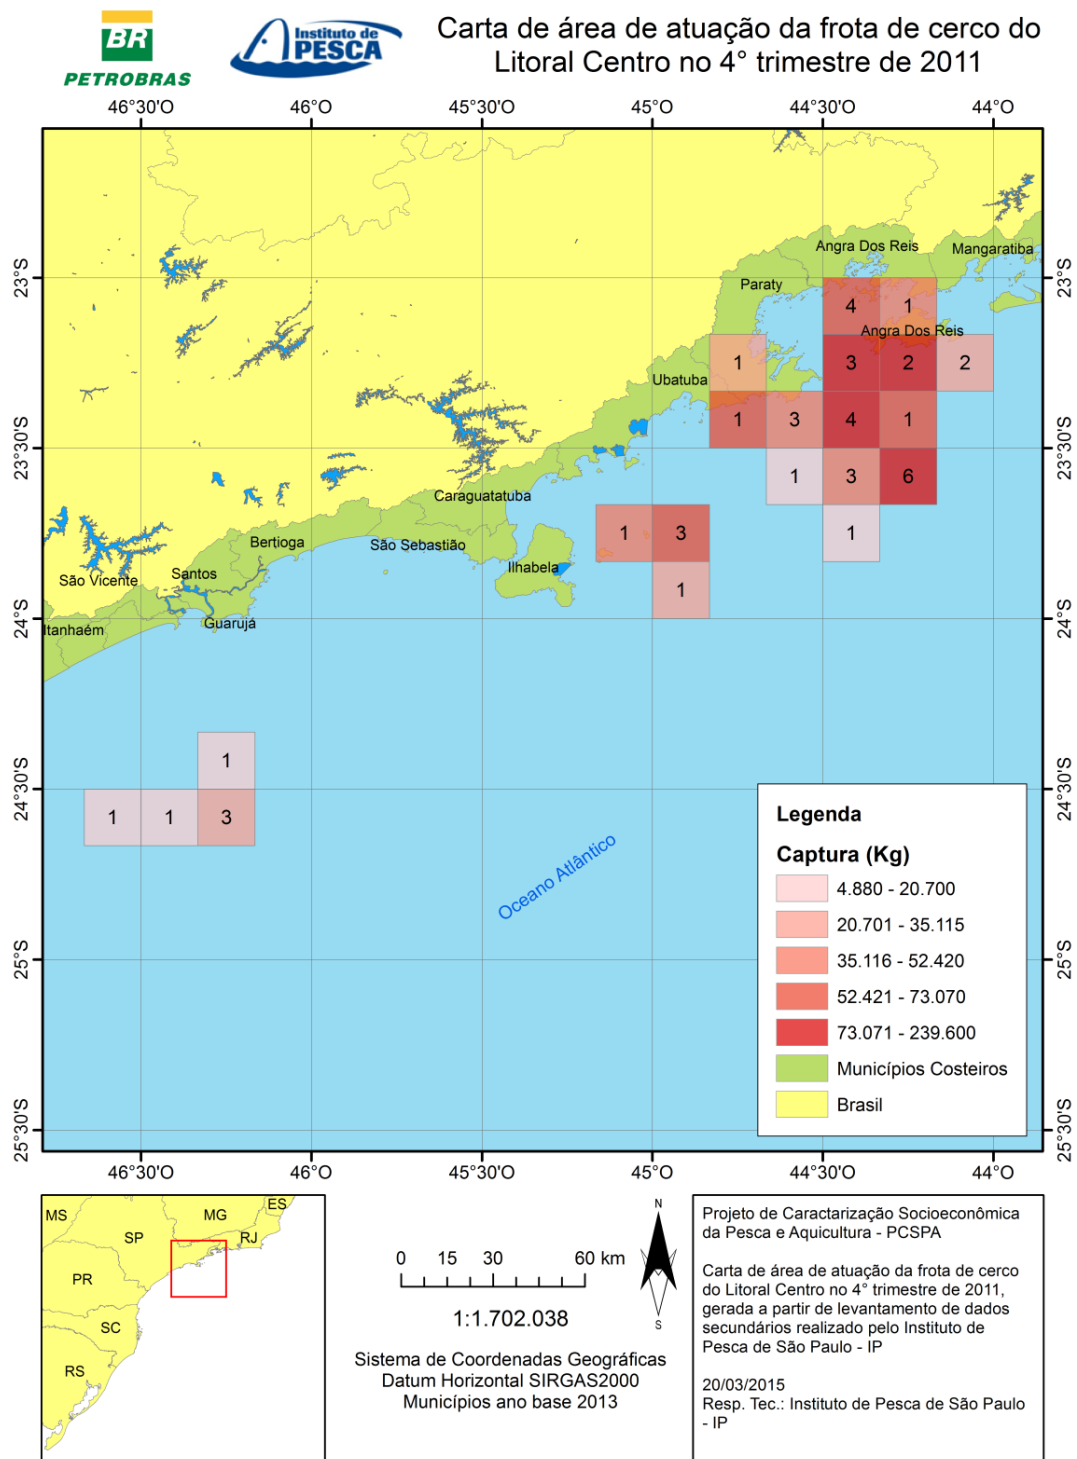 BR
PETROBRAS
Instituto de
PESCA
Carta de área de atuação da frota de cerco do
Litoral Centro no 4° trimestre de 2011
46°30'O 46°O 45°30'O 45°O 44°30'O 44°O
23°S 23°S
23°30'S 23°30'S
24°S 24°S
24°30'S 24°30'S
25°S 25°S
25°30'S 25°30'S
Angra Dos Reis
Mangaratiba
Paraty
4 1
Angra Dos Reis
1 3 2 2
Ubatuba
1 3 4 1
1 3 6
Caraguatatuba
1 3 1
Bertioga
São Sebastião
Ilhabela
São Vicente
Santos
1
Itanhaém
Guarujá
1
1 1 3
Oceano Atlântico
Legenda
Captura (Kg)
4.880 - 20.700
20.701 - 35.115
35.116 - 52.420
52.421 - 73.070
73.071 - 239.600
Municípios Costeiros
Brasil
46°30'O 46°O 45°30'O 45°O 44°30'O 44°O
MS
MG
ES
SP
RJ
PR
SC
RS
0 15 30 60 km
1:1.702.038
N
S
Sistema de Coordenadas Geográficas
Datum Horizontal SIRGAS2000
Municípios ano base 2013
Projeto de Caractarização Socioeconômica
da Pesca e Aquicultura - PCSPA
Carta de área de atuação da frota de cerco
do Litoral Centro no 4° trimestre de 2011,
gerada a partir de levantamento de dados
secundários realizado pelo Instituto de
Pesca de São Paulo - IP
20/03/2015
Resp. Tec.: Instituto de Pesca de São Paulo
- IP